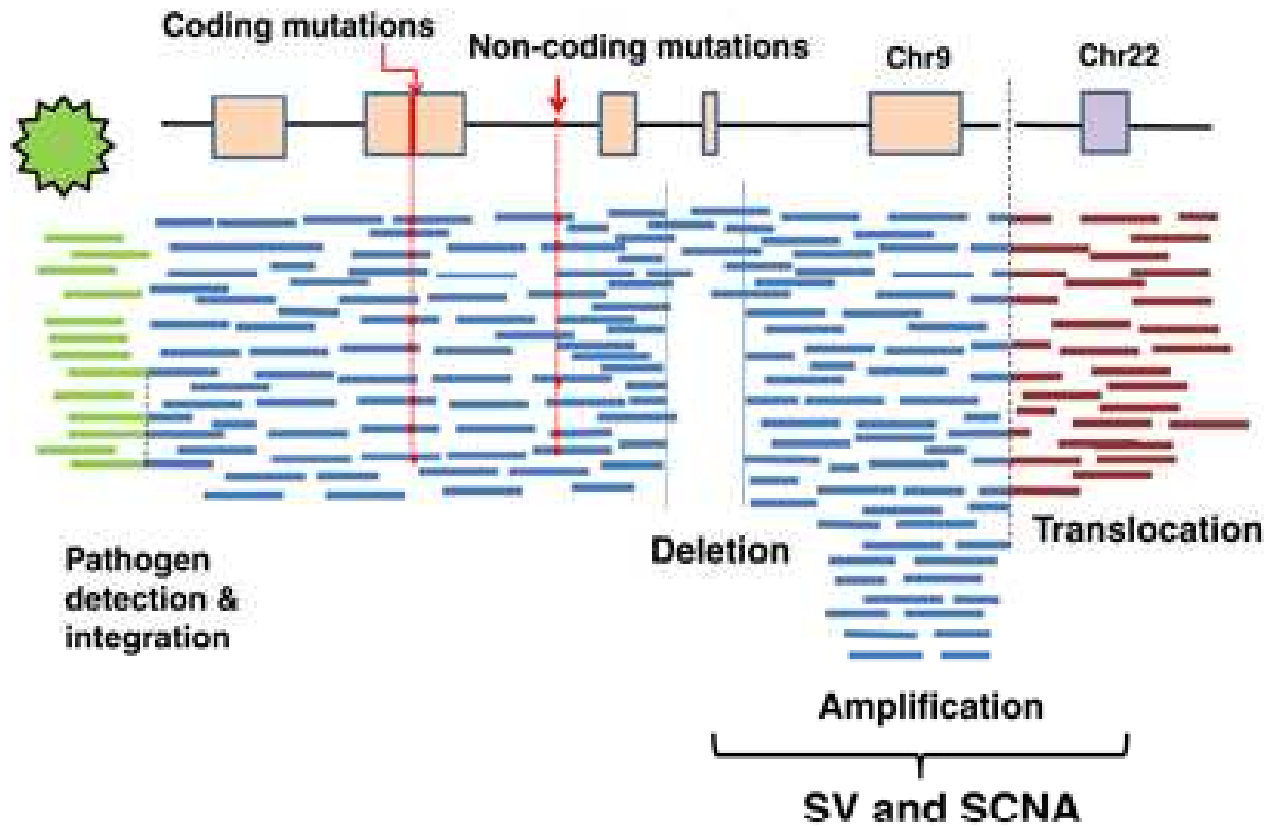 Coding mutations
Non-coding mutations
Chr9
Chr22
Deletion
Translocation
Pathogen
detection &
integration
Amplification
SV and SCNA